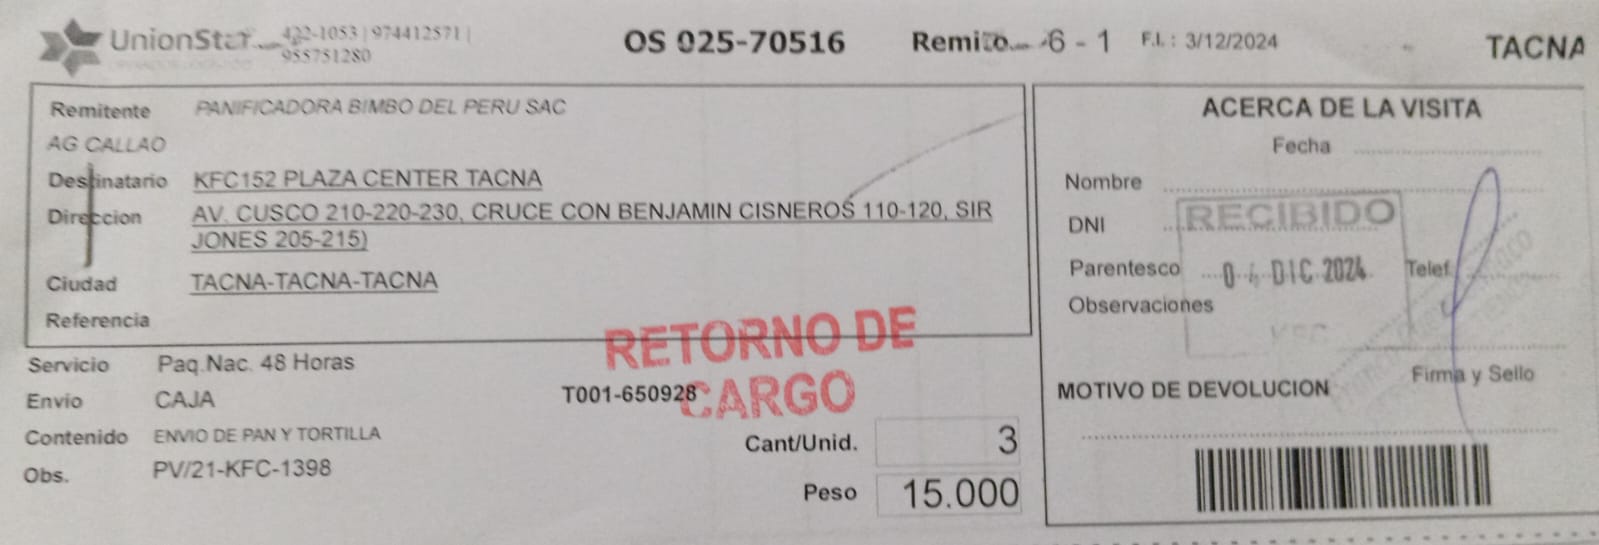 UnionStar 422-1053 | 974412571 |
955751280
OS 025-70516 Remito 6 - 1 F.I. : 3/12/2024 TACNA
Remitente PANIFICADORA BIMBO DEL PERU SAC
AG CALLAO
Destinatario KFC152 PLAZA CENTER TACNA
Direccion AV. CUSCO 210-220-230, CRUCE CON BENJAMIN CISNEROS 110-120, SIR
JONES 205-215)
Ciudad TACNA-TACNA-TACNA
Referencia
Servicio Paq.Nac. 48 Horas
Envio CAJA
Contenido ENVIO DE PAN Y TORTILLA
Obs. PV/21-KFC-1398
RETORNO DE
CARGO
T001-650928
Cant/Unid. 3
Peso 15.000
ACERCA DE LA VISITA
Fecha
Nombre
DNI
RECIBIDO
Parentesco 04 DIC 2024 Telef.
Observaciones
KFC
Firma y Sello
MOTIVO DE DEVOLUCION